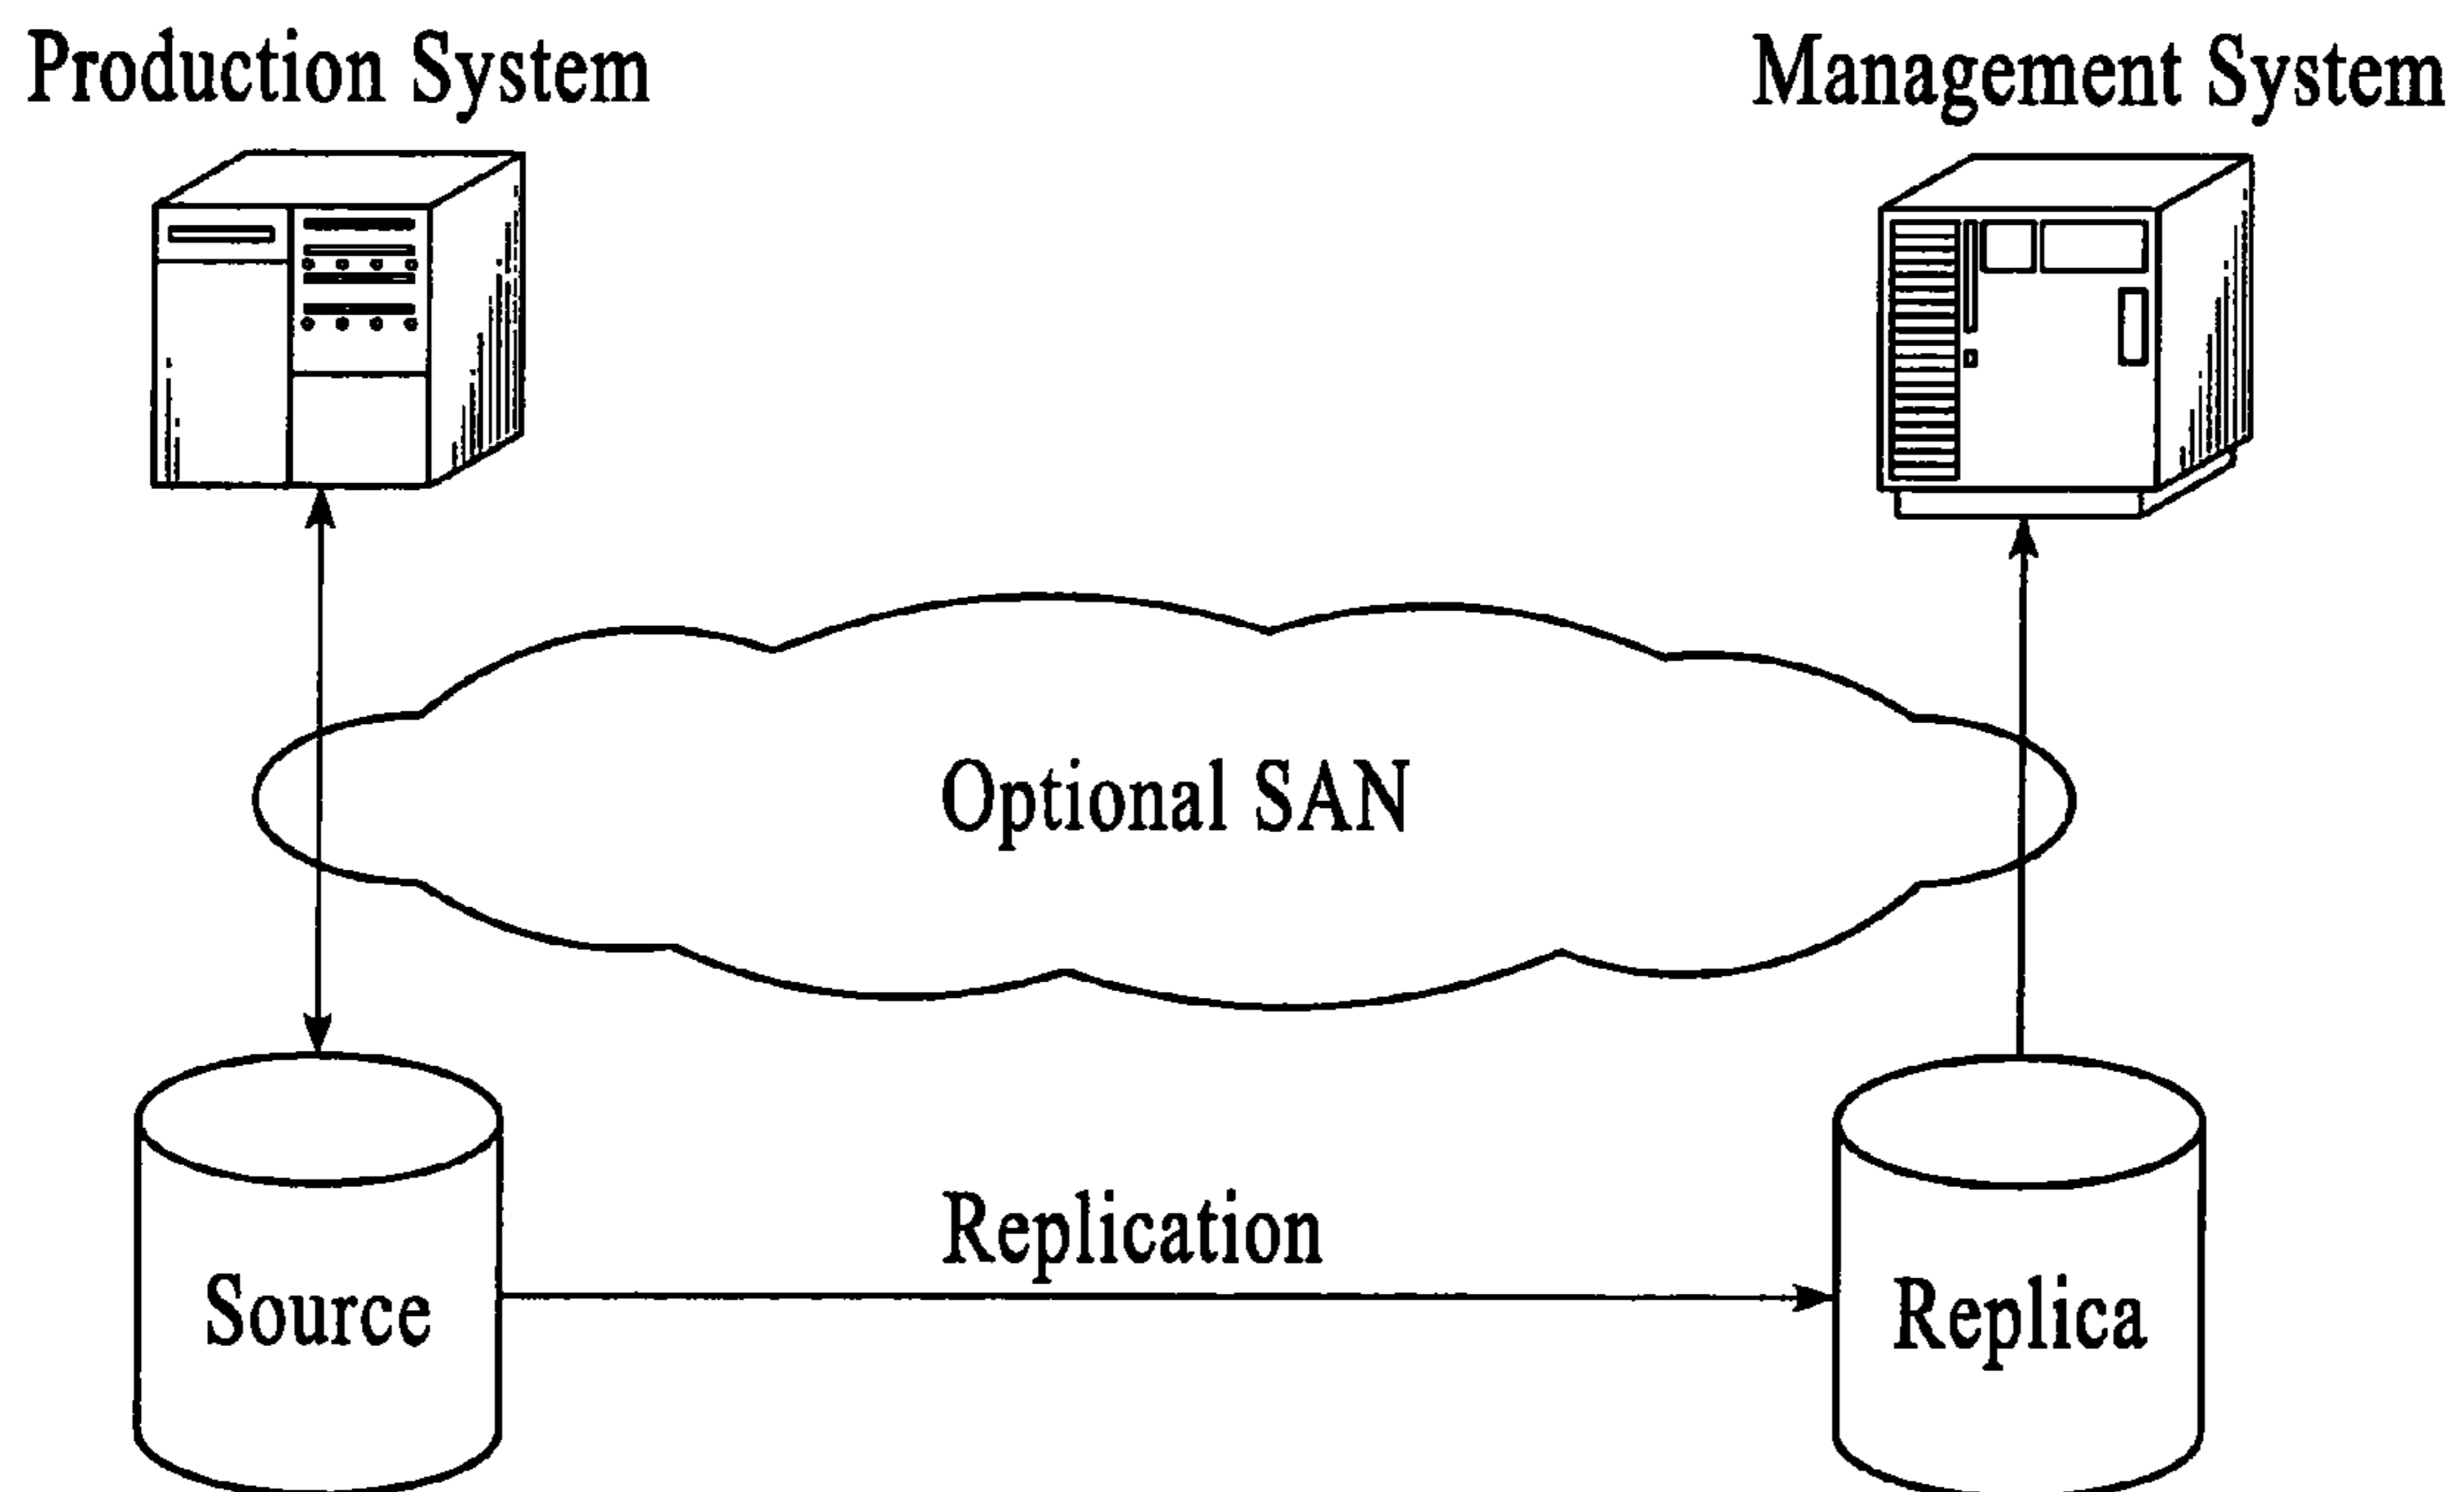 Production System
Management System
Optional SAN
Replication
Source
Replica